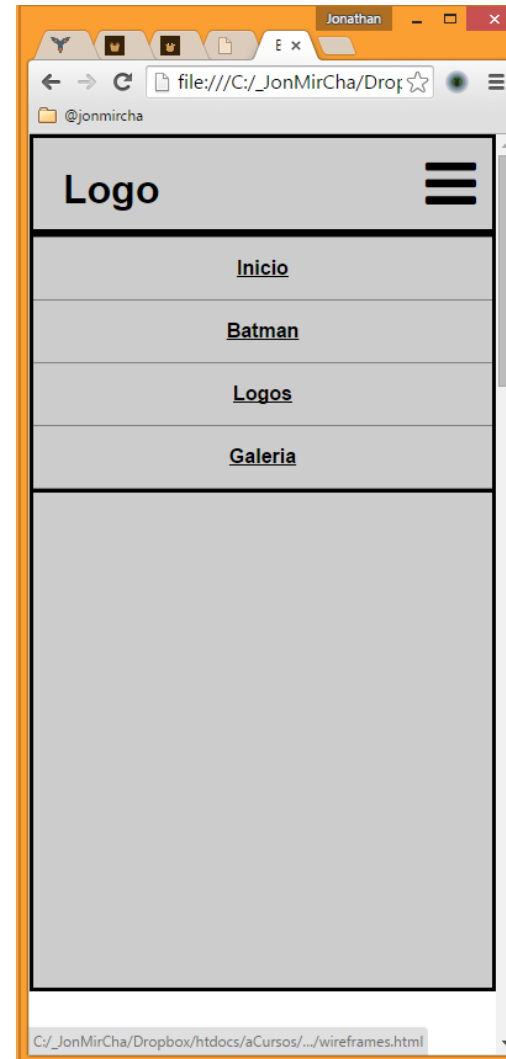 Jonathan
E
file:///C:/_JonMirCha/Drop
@jonmircha
Logo
Inicio
Batman
Logos
Galeria
C:/_JonMirCha/Dropbox/htdocs/aCursos/.../wireframes.html